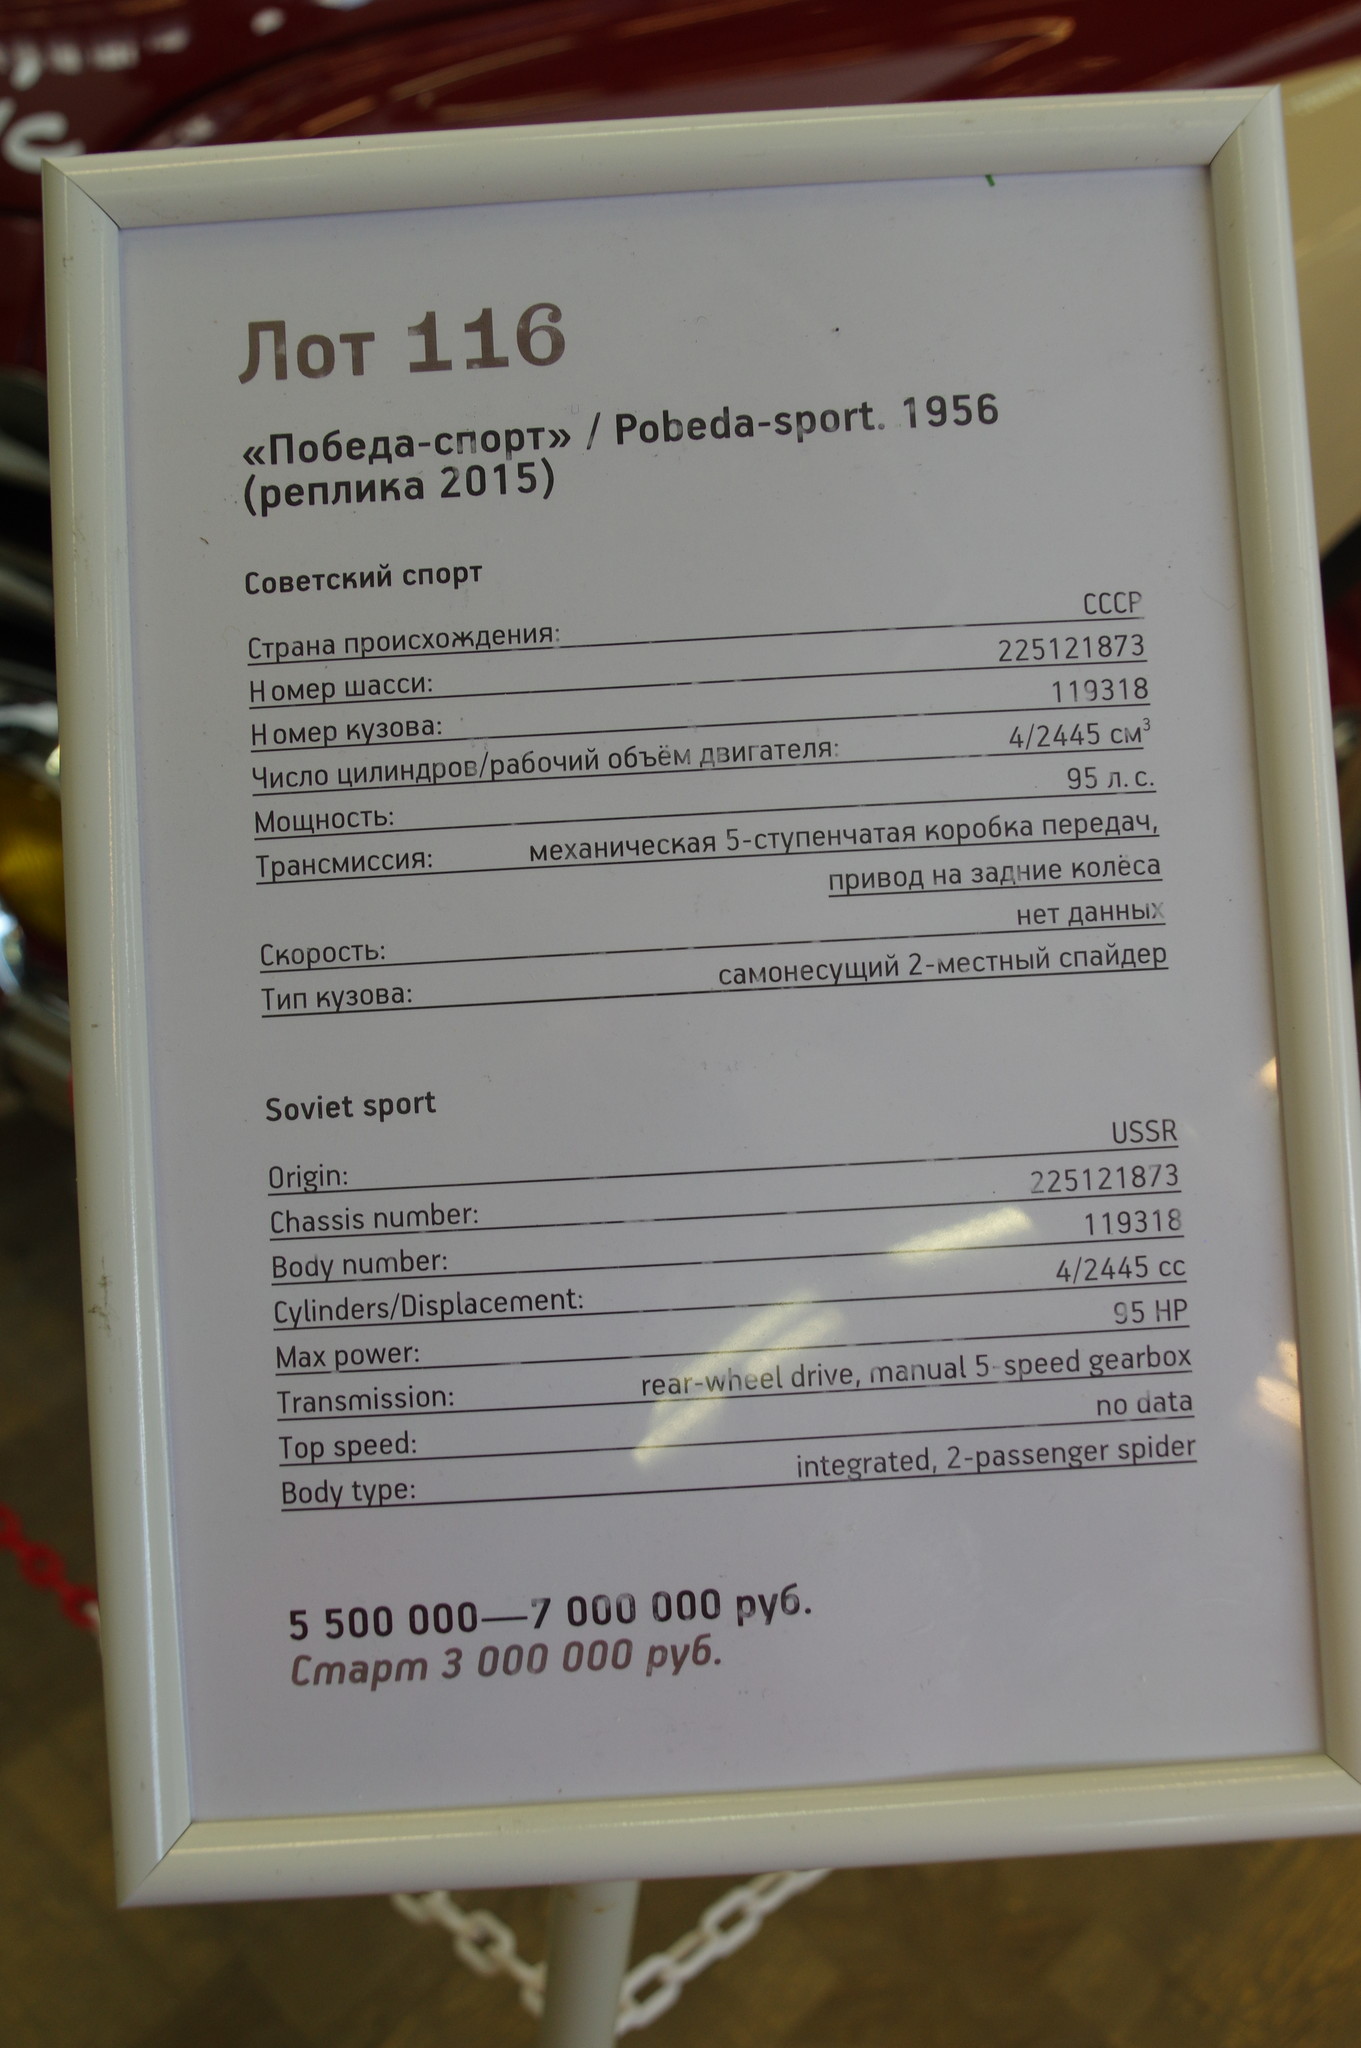 Лот 116
«Победа-спорт» / Pobeda-sport. 1956
(реплика 2015)
Советский спорт
Страна происхождения: СССР
Номер шасси: 225121873
Номер кузова: 119318
Число цилиндров/рабочий объём двигателя: 4/2445 см³
Мощность: 95 л.с.
Трансмиссия: механическая 5-ступенчатая коробка передач,
привод на задние колёса
Скорость: нет данных
Тип кузова: самонесущий 2-местный спайдер
Soviet sport
Origin: USSR
Chassis number: 225121873
Body number: 119318
Cylinders/Displacement: 4/2445 cc
Max power: 95 HP
Transmission: rear-wheel drive, manual 5-speed gearbox
Top speed: no data
Body type: integrated, 2-passenger spider
5 500 000—7 000 000 руб.
Старт 3 000 000 руб.